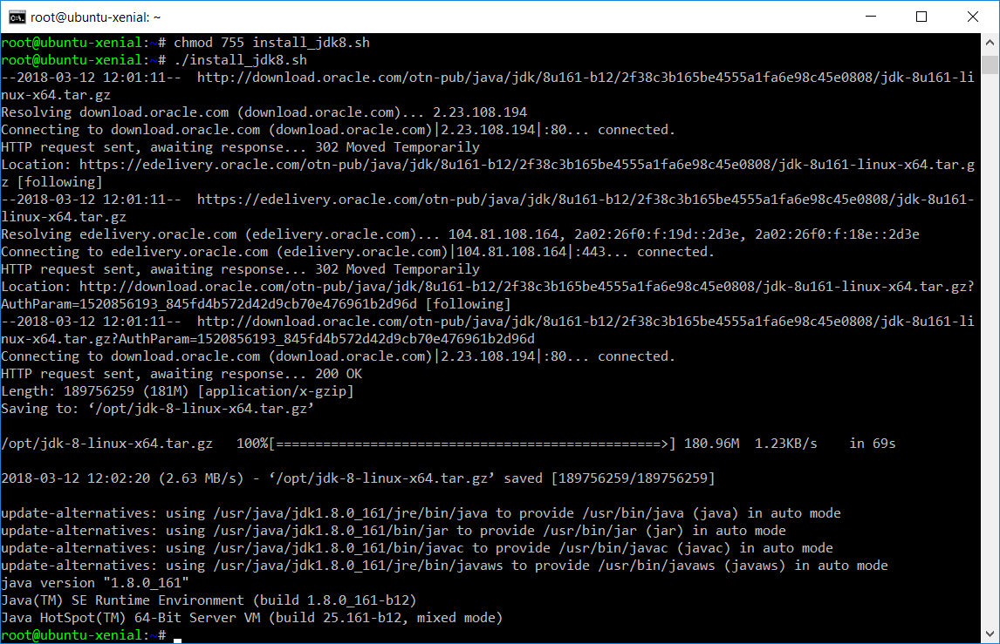 root@ubuntu-xenial: ~
root@ubuntu-xenial:~# chmod 755 install_jdk8.sh
root@ubuntu-xenial:~# ./install_jdk8.sh
--2018-03-12 12:01:11--  http://download.oracle.com/otn-pub/java/jdk/8u161-b12/2f38c3b165be4555a1fa6e98c45e0808/jdk-8u161-li
nux-x64.tar.gz
Resolving download.oracle.com (download.oracle.com)... 2.23.108.194
Connecting to download.oracle.com (download.oracle.com)|2.23.108.194|:80... connected.
HTTP request sent, awaiting response... 302 Moved Temporarily
Location: https://edelivery.oracle.com/otn-pub/java/jdk/8u161-b12/2f38c3b165be4555a1fa6e98c45e0808/jdk-8u161-linux-x64.tar.g
z [following]
--2018-03-12 12:01:11--  https://edelivery.oracle.com/otn-pub/java/jdk/8u161-b12/2f38c3b165be4555a1fa6e98c45e0808/jdk-8u161-
linux-x64.tar.gz
Resolving edelivery.oracle.com (edelivery.oracle.com)... 104.81.108.164, 2a02:26f0:f:19d::2d3e, 2a02:26f0:f:18e::2d3e
Connecting to edelivery.oracle.com (edelivery.oracle.com)|104.81.108.164|:443... connected.
HTTP request sent, awaiting response... 302 Moved Temporarily
Location: http://download.oracle.com/otn-pub/java/jdk/8u161-b12/2f38c3b165be4555a1fa6e98c45e0808/jdk-8u161-linux-x64.tar.gz?
AuthParam=1520856193_845fd4b572d42d9cb70e476961b2d96d [following]
--2018-03-12 12:01:11--  http://download.oracle.com/otn-pub/java/jdk/8u161-b12/2f38c3b165be4555a1fa6e98c45e0808/jdk-8u161-li
nux-x64.tar.gz?AuthParam=1520856193_845fd4b572d42d9cb70e476961b2d96d
Connecting to download.oracle.com (download.oracle.com)|2.23.108.194|:80... connected.
HTTP request sent, awaiting response... 200 OK
Length: 189756259 (181M) [application/x-gzip]
Saving to: ‘/opt/jdk-8-linux-x64.tar.gz’
/opt/jdk-8-linux-x64.tar.gz   100%[=================================================>] 180.96M  1.23KB/s    in 69s
2018-03-12 12:02:20 (2.63 MB/s) - ‘/opt/jdk-8-linux-x64.tar.gz’ saved [189756259/189756259]
update-alternatives: using /usr/java/jdk1.8.0_161/jre/bin/java to provide /usr/bin/java (java) in auto mode
update-alternatives: using /usr/java/jdk1.8.0_161/bin/jar to provide /usr/bin/jar (jar) in auto mode
update-alternatives: using /usr/java/jdk1.8.0_161/bin/javac to provide /usr/bin/javac (javac) in auto mode
update-alternatives: using /usr/java/jdk1.8.0_161/jre/bin/javaws to provide /usr/bin/javaws (javaws) in auto mode
java version "1.8.0_161"
Java(TM) SE Runtime Environment (build 1.8.0_161-b12)
Java HotSpot(TM) 64-Bit Server VM (build 25.161-b12, mixed mode)
root@ubuntu-xenial:~#